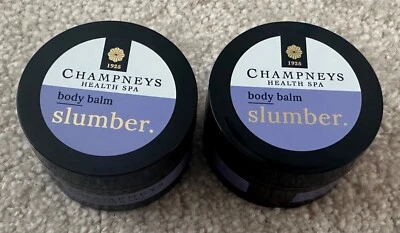 1925
CHAMPNEYS
HEALTH SPA
body balm
slumber.
1925
CHAMPNEYS
HEALTH SPA
body balm
slumber.